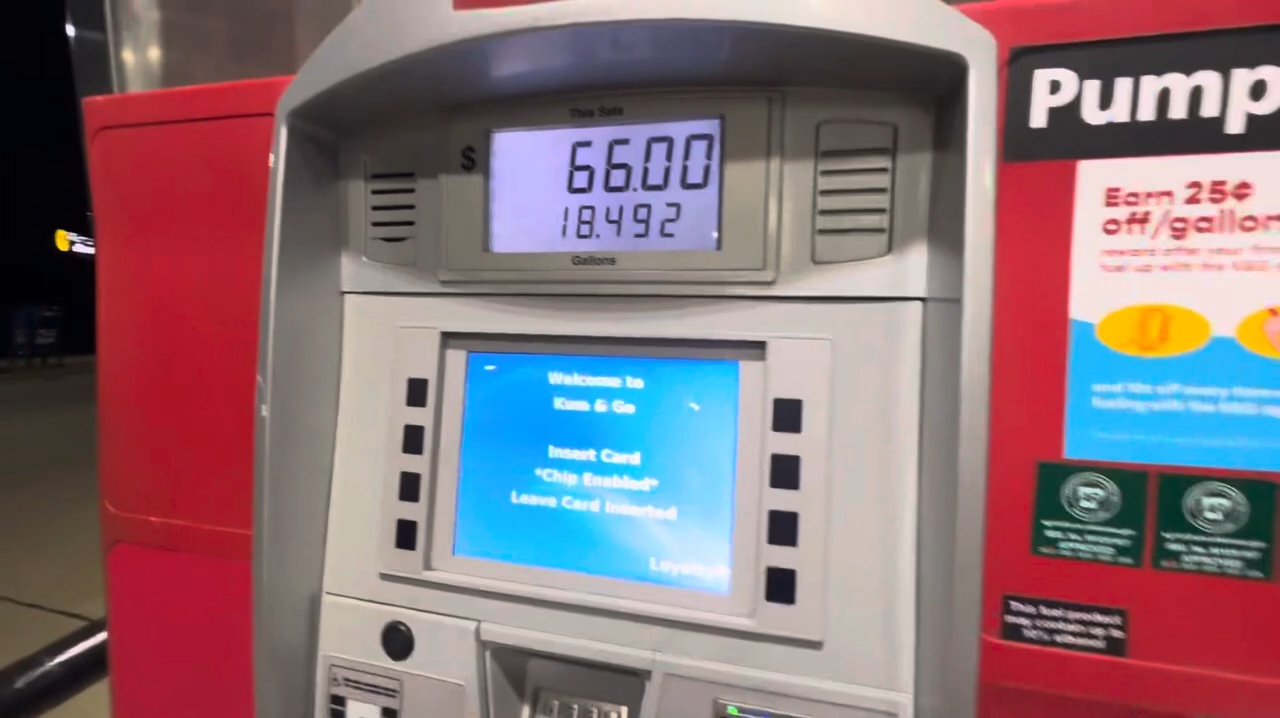 This Sale
$ 66.00
18.492
Gallons
Welcome to
Kum & Go
Insert Card
*Chip Enabled*
Leave Card Inserted
Loyalty
Pump
Earn 25¢
off/gallon
This fuel product
may contain up to
10% ethanol